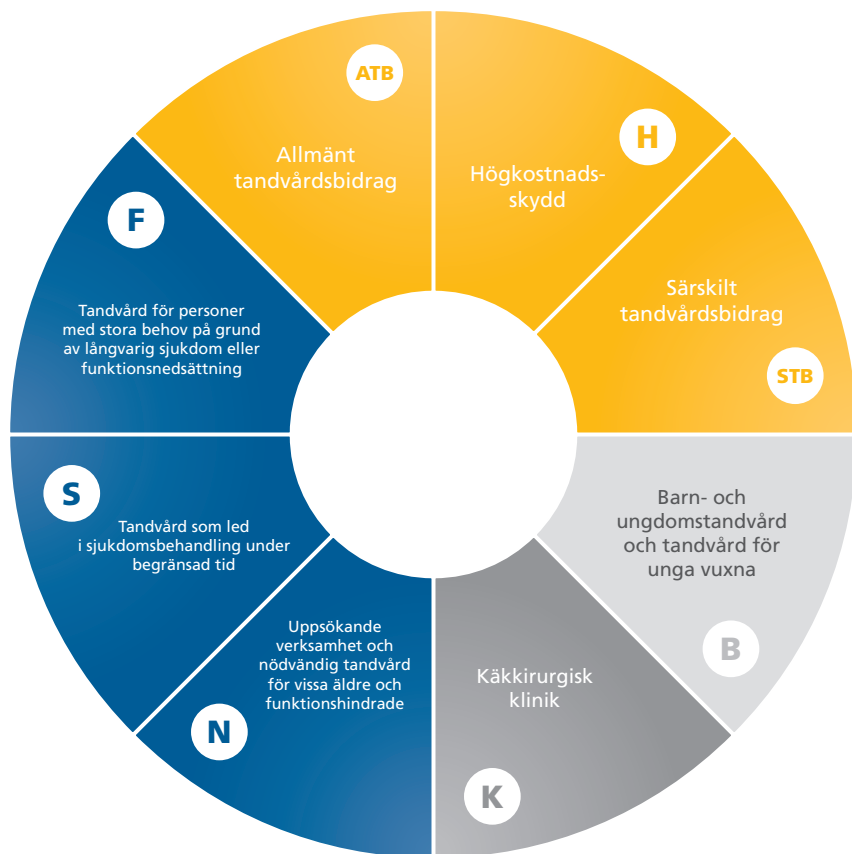 ATB
Allmänt
tandvårdsbidrag
H
Högkostnads-
skydd
Särskilt
tandvårdsbidrag
STB
Barn- och
ungdomstandvård
och tandvård för
unga vuxna
B
Käkkirurgisk
klinik
K
Uppsökande
verksamhet och
nödvändig tandvård
för vissa äldre och
funktionshindrade
N
S
Tandvård som led
i sjukdomsbehandling under
begränsad tid
F
Tandvård för personer
med stora behov på grund
av långvarig sjukdom eller
funktionsnedsättning